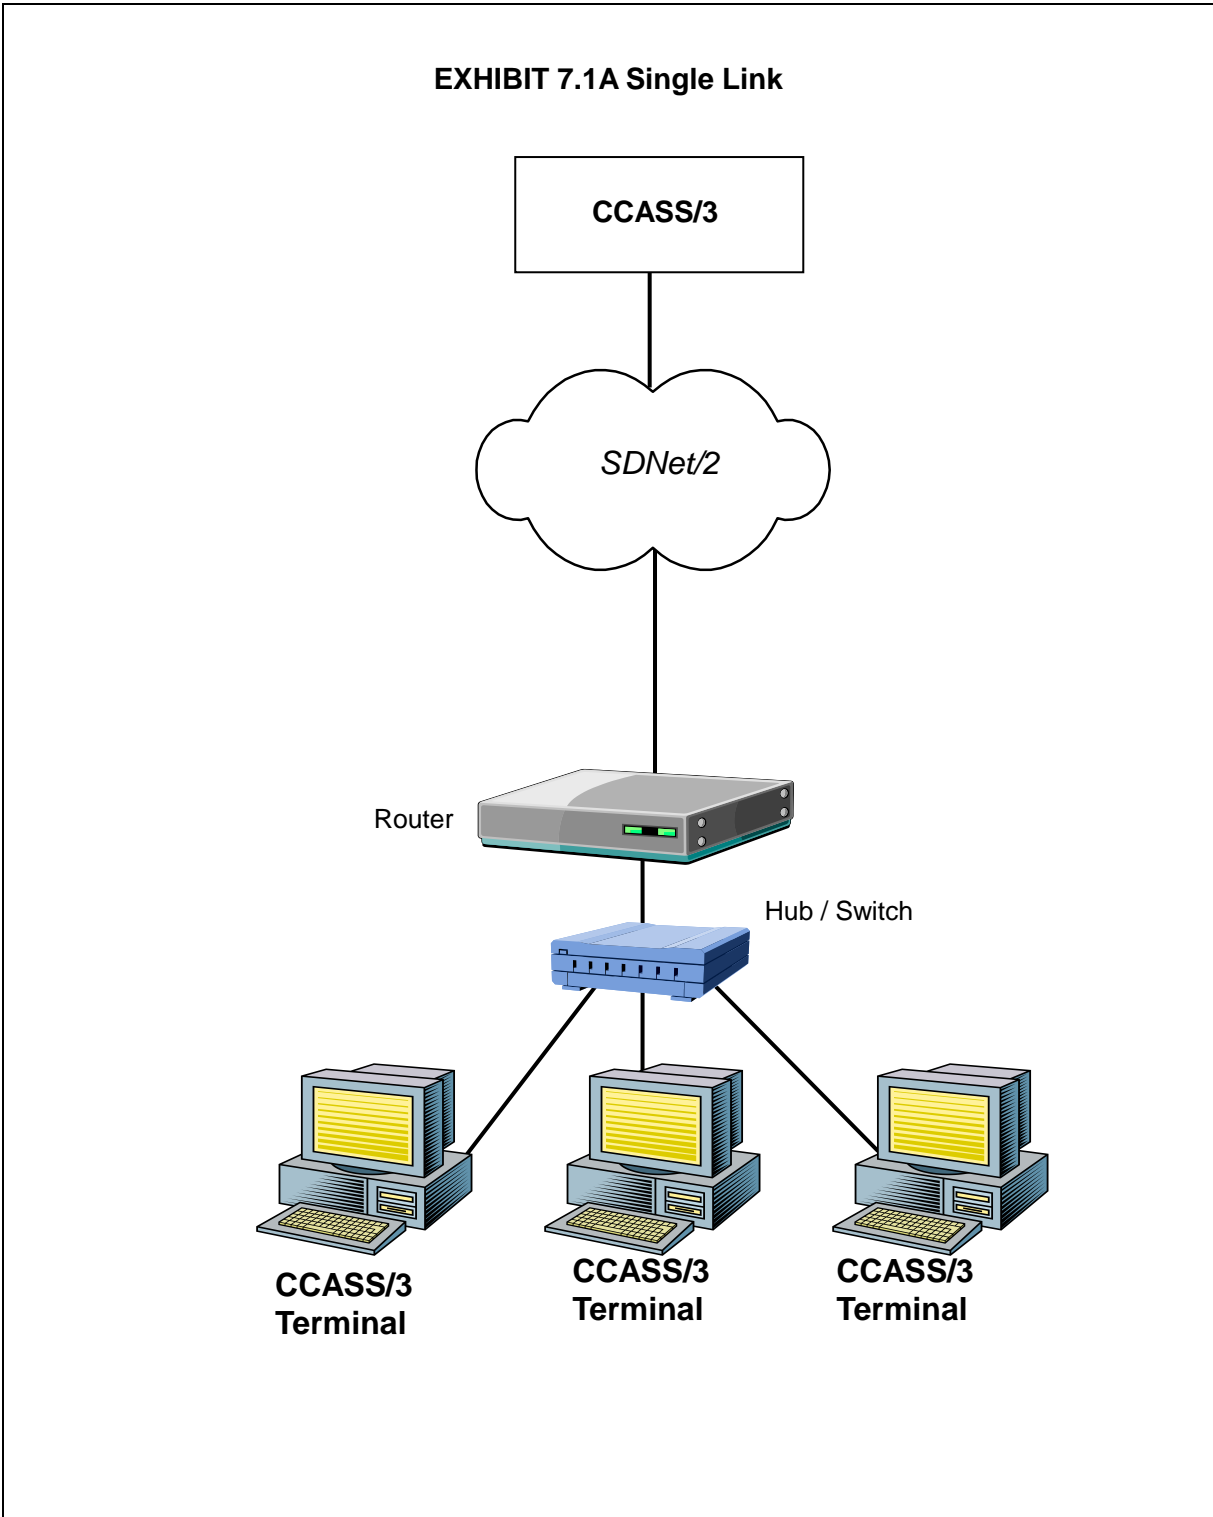 EXHIBIT 7.1A Single Link
CCASS/3
SDNet/2
Router
Hub / Switch
CCASS/3
Terminal
CCASS/3
Terminal
CCASS/3
Terminal